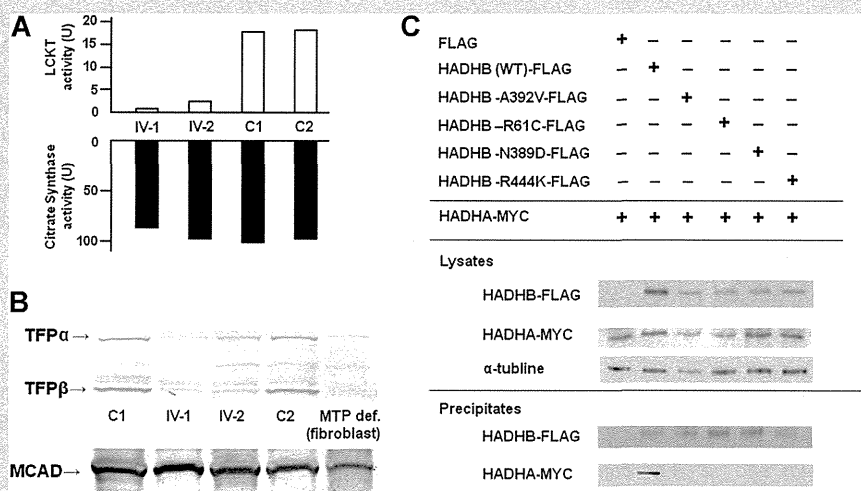 A
LCKT activity (U)
20
15
10
5
0
IV-1 IV-2 C1 C2
Citrate Synthase activity (U)
50
100
B
TFPα→
TFPβ→
C1 IV-1 IV-2 C2 MTP def. (fibroblast)
MCAD→
C
FLAG + – – – – –
HADHB (WT)-FLAG – + – – – –
HADHB -A392V-FLAG – – + – – –
HADHB –R61C-FLAG – – – + – –
HADHB -N389D-FLAG – – – – + –
HADHB -R444K-FLAG – – – – – +
HADHA-MYC + + + + + +
Lysates
HADHB-FLAG
HADHA-MYC
α-tubline
Precipitates
HADHB-FLAG
HADHA-MYC